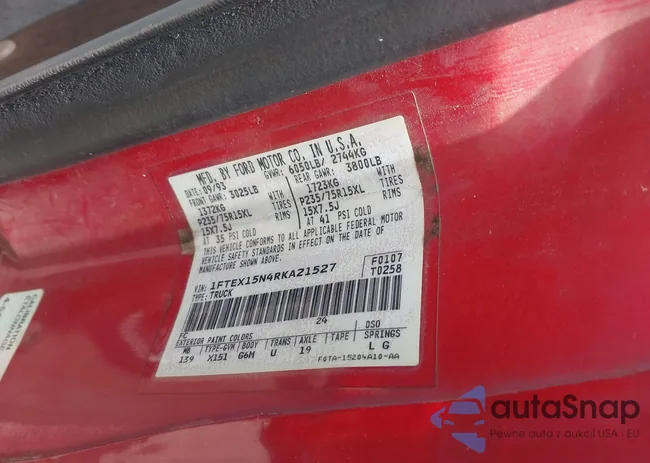 MFD. BY FORD MOTOR CO. IN U.S.A.
DATE: 09/93 GVWR: 6050LB/ 2744KG
FRONT GAWR: 3025LB REAR GAWR: 3800LB
1372KG WITH 1723KG WITH
P235/75R15XL TIRES P235/75R15XL TIRES
15X7.5J RIMS 15X7.5J RIMS
AT 35 PSI COLD AT 41 PSI COLD
THIS VEHICLE CONFORMS TO ALL APPLICABLE FEDERAL MOTOR
VEHICLE SAFETY STANDARDS IN EFFECT ON THE DATE OF
MANUFACTURE SHOWN ABOVE.
VIN: 1FTEX15N4RKA21527 F0107
TYPE: TRUCK T0258
24
FC DSO
EXTERIOR PAINT COLORS
WB TYPE-GVW BODY TRANS AXLE TAPE SPRINGS
139 X151 G6M U 19 L G
F0TA-15204A10-AA
CALIBRATION
autaSnap
Pewne auta z aukcji USA i EU